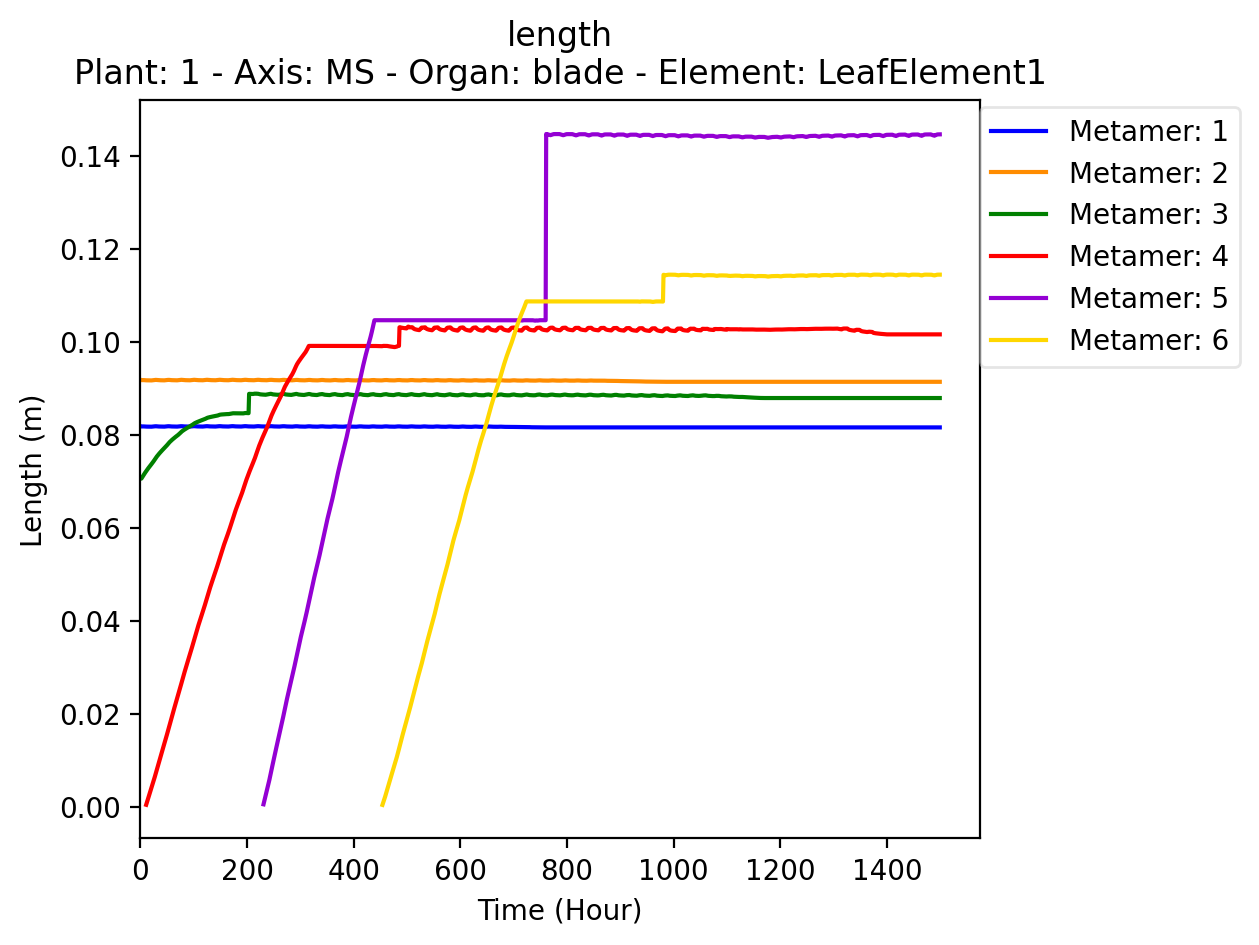 length
Plant: 1 - Axis: MS - Organ: blade - Element: LeafElement1
0.14
0.12
0.10
0.08
0.06
0.04
0.02
0.00
Length (m)
0 200 400 600 800 1000 1200 1400
Time (Hour)
Metamer: 1
Metamer: 2
Metamer: 3
Metamer: 4
Metamer: 5
Metamer: 6